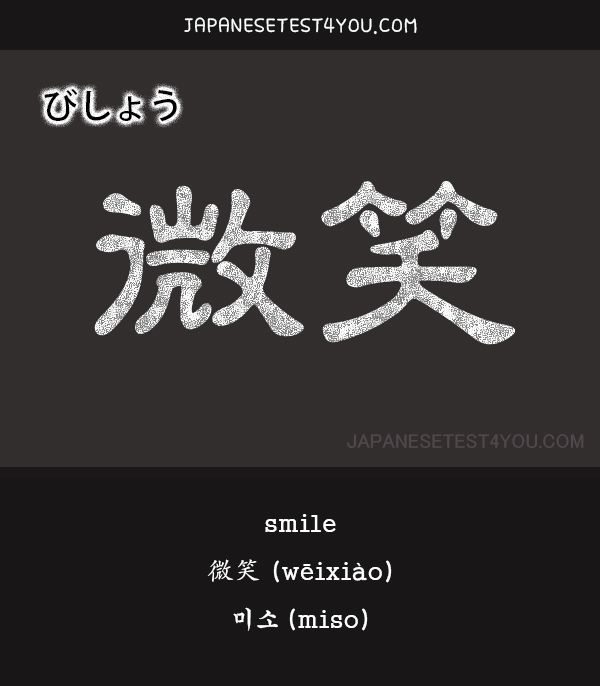 JAPANESETEST4YOU.COM
びしょう
微笑
JAPANESETEST4YOU.COM
smile
微笑 (wēixiào)
미소 (miso)